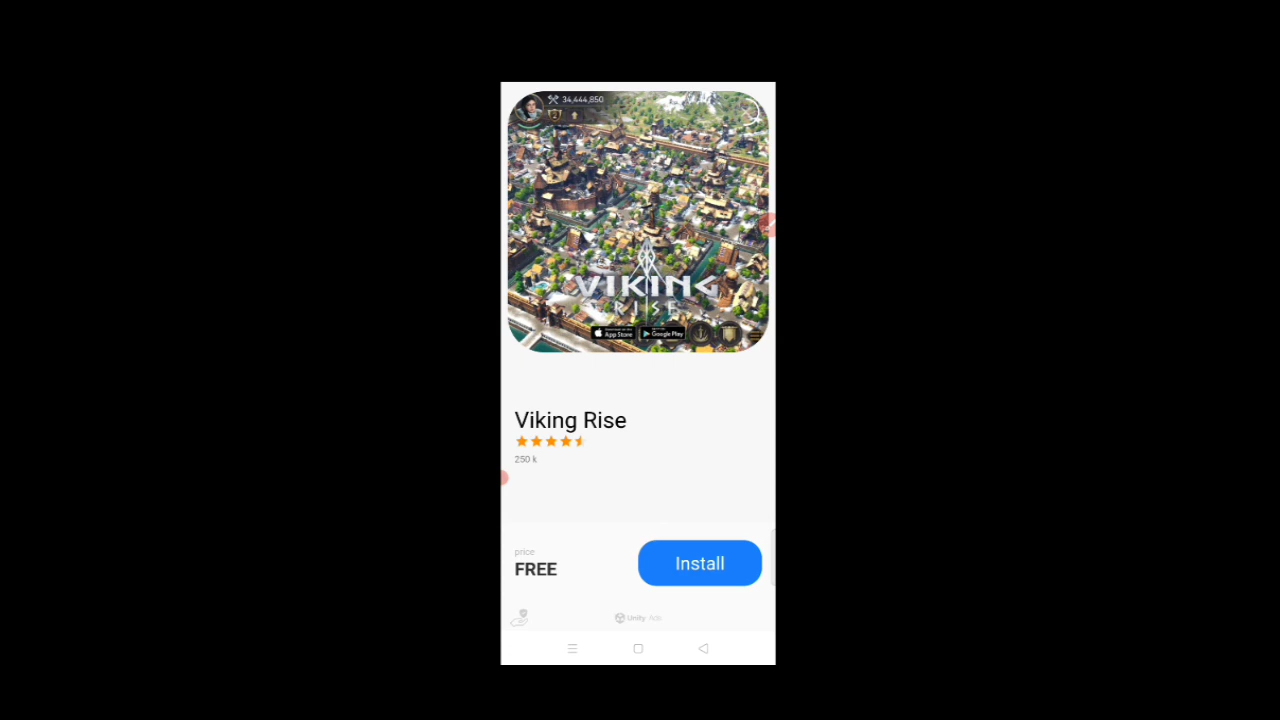 34,444,850
VIKING
RISE
App Store
Google Play
Viking Rise
250 k
price
FREE
Install
Unity Ads